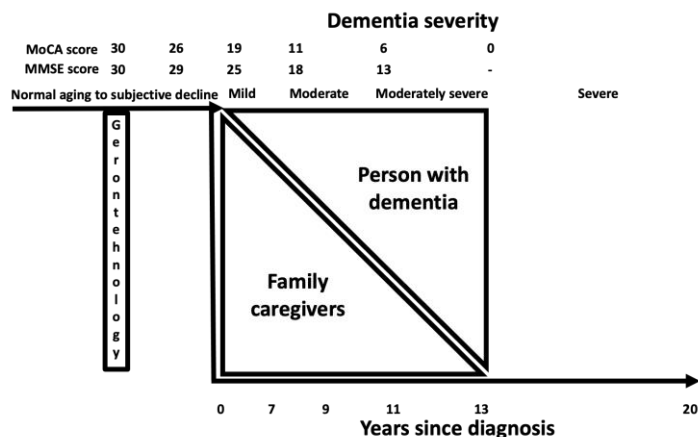 Dementia severity
MoCA score 30 26 19 11 6 0
MMSE score 30 29 25 18 13 -
Normal aging to subjective decline Mild Moderate Moderately severe Severe
Gerontehnology
Person with
dementia
Family
caregivers
0 7 9 11 13 20
Years since diagnosis